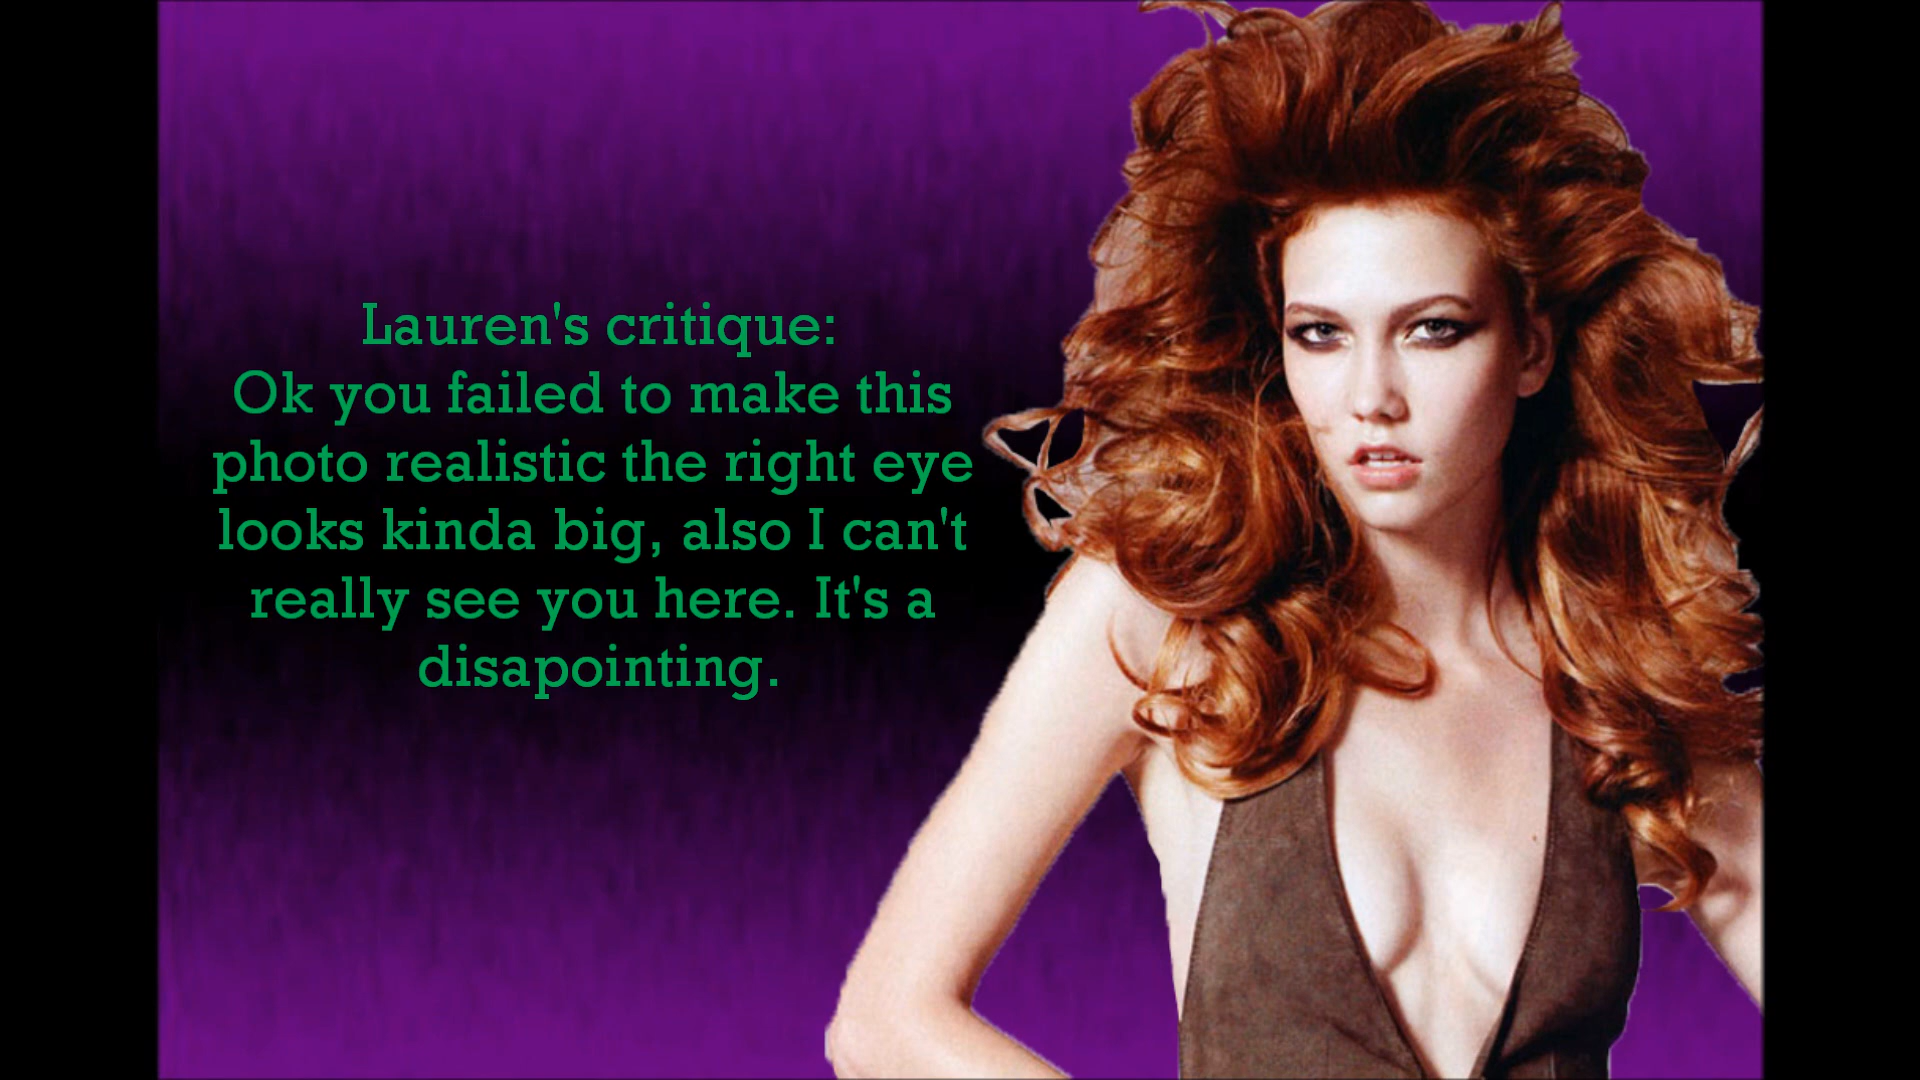 Lauren's critique:
Ok you failed to make this
photo realistic the right eye
looks kinda big, also I can't
really see you here. It's a
disapointing.